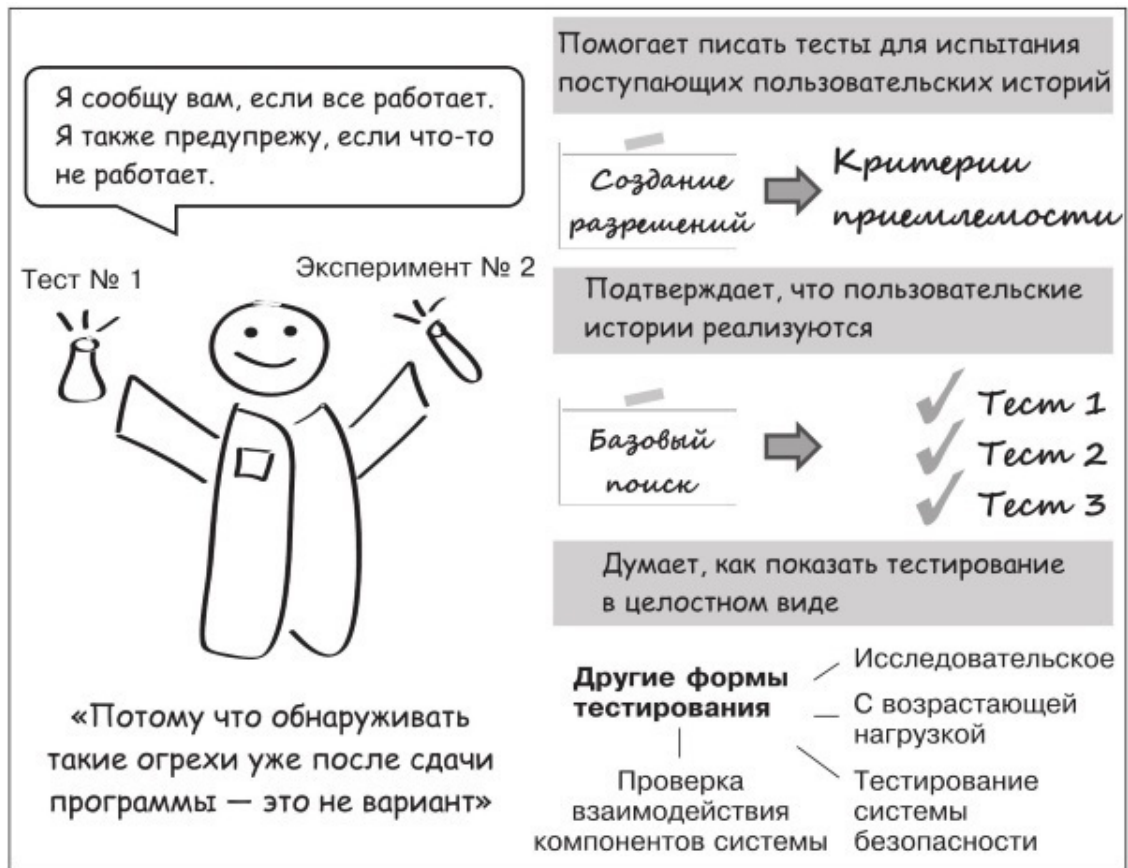 Я сообщу вам, если все работает.
Я также предупрежу, если что-то
не работает.
Тест № 1
Эксперимент № 2
«Потому что обнаруживать
такие огрехи уже после сдачи
программы — это не вариант»
Помогает писать тесты для испытания
поступающих пользовательских историй
Создание
разрешений
Критерии
приемлемости
Подтверждает, что пользовательские
истории реализуются
Базовый
поиск
Тест 1
Тест 2
Тест 3
Думает, как показать тестирование
в целостном виде
Другие формы
тестирования
Исследовательское
С возрастающей
нагрузкой
Тестирование
системы
безопасности
Проверка
взаимодействия
компонентов системы